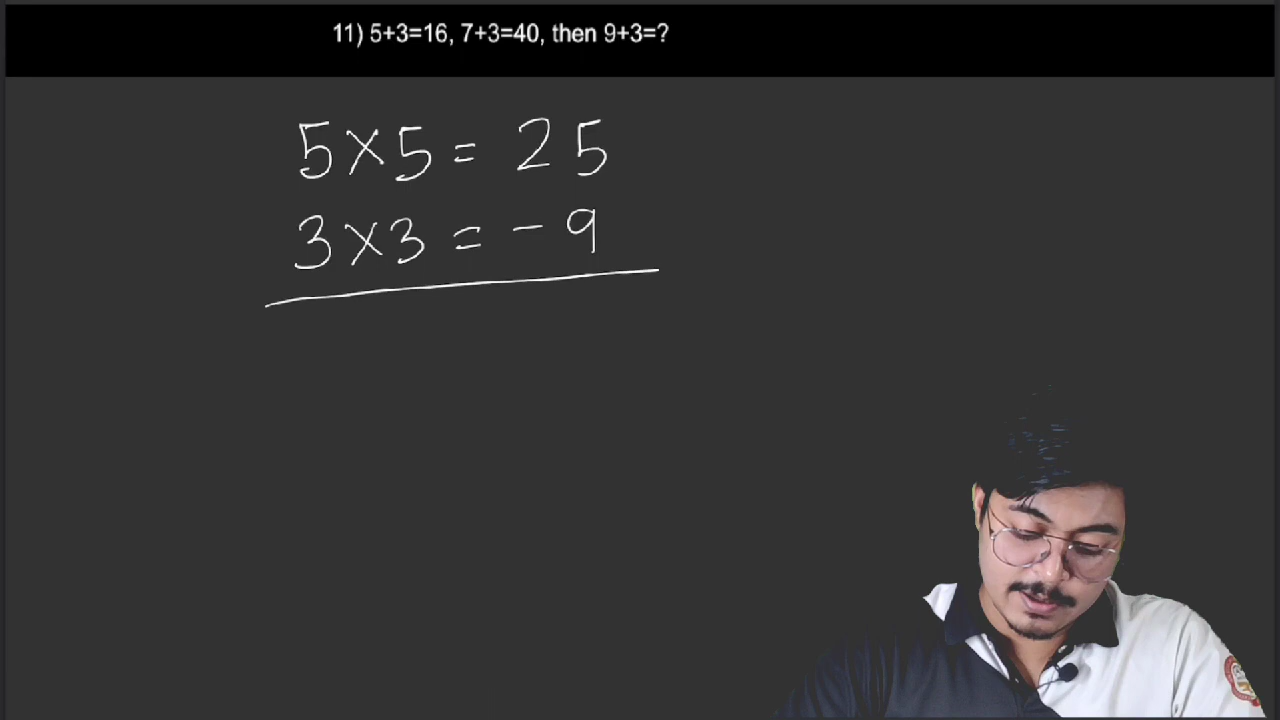 11) 5+3=16, 7+3=40, then 9+3=?
5×5= 25
3×3=-9